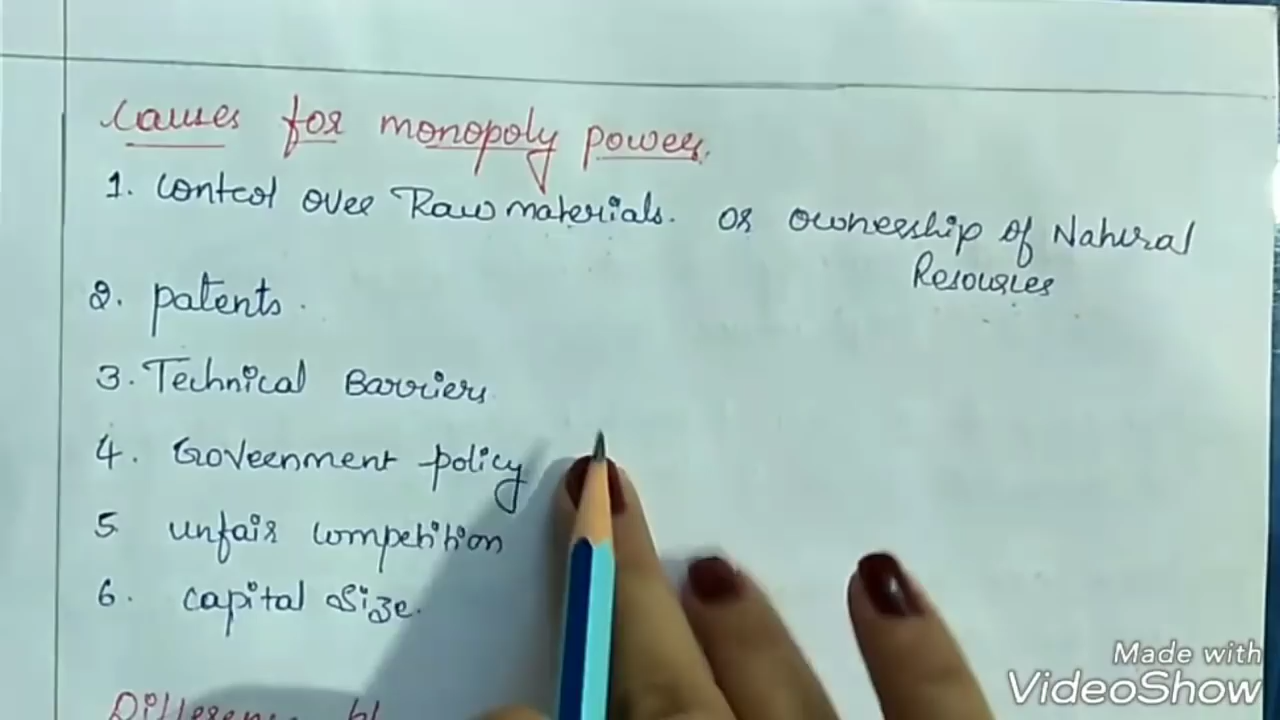 Causes for monopoly power.
1. Control over Raw materials. or ownership of Natural
Resources
2. patents.
3. Technical Barriers
4. Government policy
5 unfair competition
6. capital size.
Made with
VideoShow